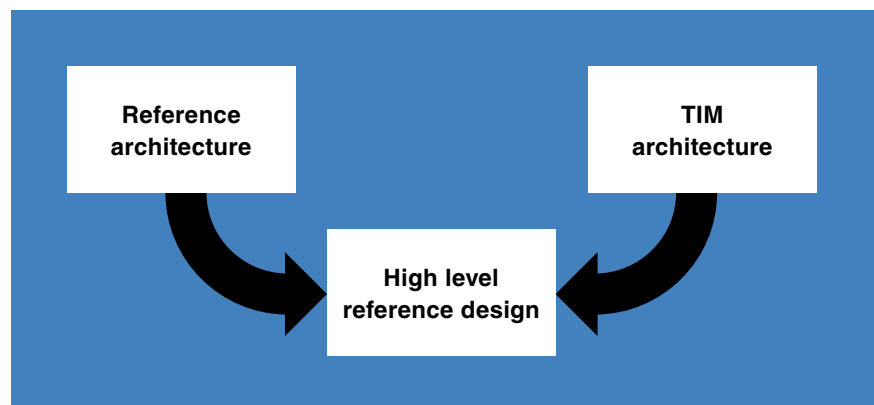 Reference
architecture
TIM
architecture
High level
reference design